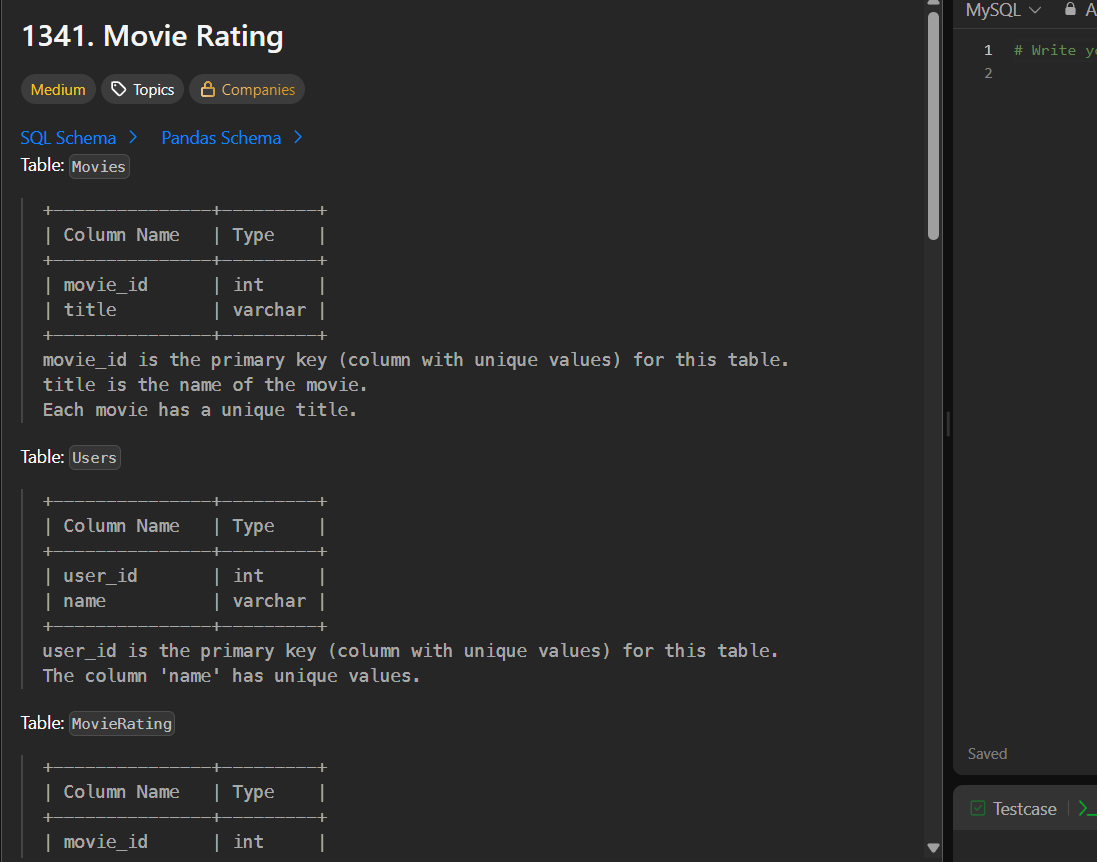 1341. Movie Rating
Medium Topics Companies
SQL Schema > Pandas Schema >
Table: Movies
+---------------+---------+
| Column Name   | Type    |
+---------------+---------+
| movie_id      | int     |
| title         | varchar |
+---------------+---------+
movie_id is the primary key (column with unique values) for this table.
title is the name of the movie.
Each movie has a unique title.
Table: Users
+---------------+---------+
| Column Name   | Type    |
+---------------+---------+
| user_id       | int     |
| name          | varchar |
+---------------+---------+
user_id is the primary key (column with unique values) for this table.
The column 'name' has unique values.
Table: MovieRating
+---------------+---------+
| Column Name   | Type    |
+---------------+---------+
| movie_id      | int     |
MySQL A
1 # Write y
2
Saved
Testcase >_